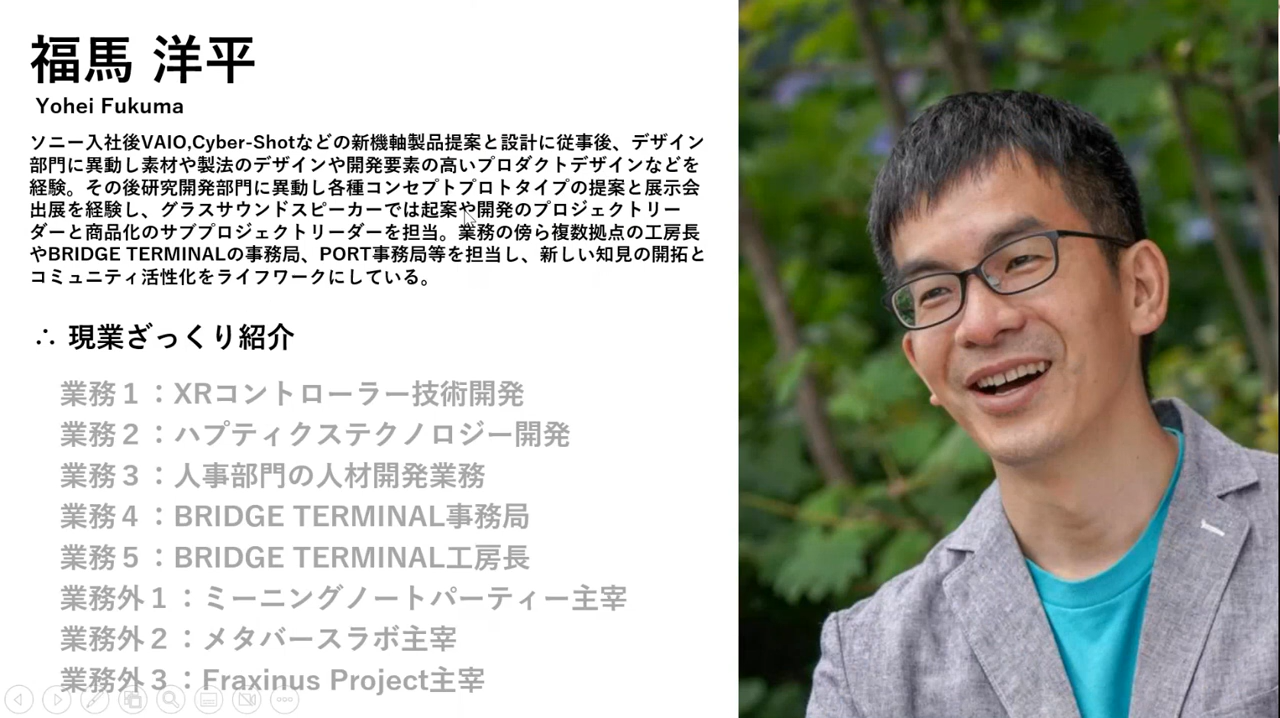 福馬 洋平
Yohei Fukuma
ソニー入社後VAIO,Cyber-Shotなどの新機軸製品提案と設計に従事後、デザイン
部門に異動し素材や製法のデザインや開発要素の高いプロダクトデザインなどを
経験。その後研究開発部門に異動し各種コンセプトプロトタイプの提案と展示会
出展を経験し、グラスサウンドスピーカーでは起案や開発のプロジェクトリー
ダーと商品化のサブプロジェクトリーダーを担当。業務の傍ら複数拠点の工房長
やBRIDGE TERMINALの事務局、PORT事務局等を担当し、新しい知見の開拓と
コミュニティ活性化をライフワークにしている。
∴ 現業ざっくり紹介
業務１：XRコントローラー技術開発
業務２：ハプティクステクノロジー開発
業務３：人事部門の人材開発業務
業務４：BRIDGE TERMINAL事務局
業務５：BRIDGE TERMINAL工房長
業務外１：ミーニングノートパーティー主宰
業務外２：メタバースラボ主宰
業務外３：Fraxinus Project主宰